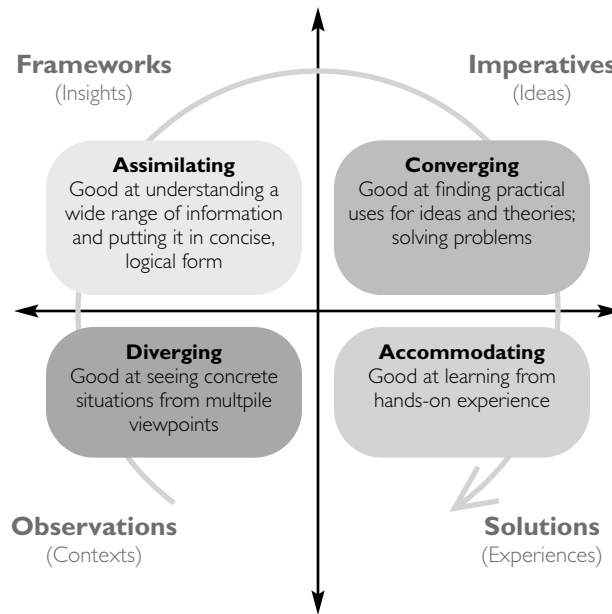 Frameworks
(Insights)
Imperatives
(Ideas)
Assimilating
Good at understanding a
wide range of information
and putting it in concise,
logical form
Converging
Good at finding practical
uses for ideas and theories;
solving problems
Diverging
Good at seeing concrete
situations from multpile
viewpoints
Accommodating
Good at learning from
hands-on experience
Observations
(Contexts)
Solutions
(Experiences)